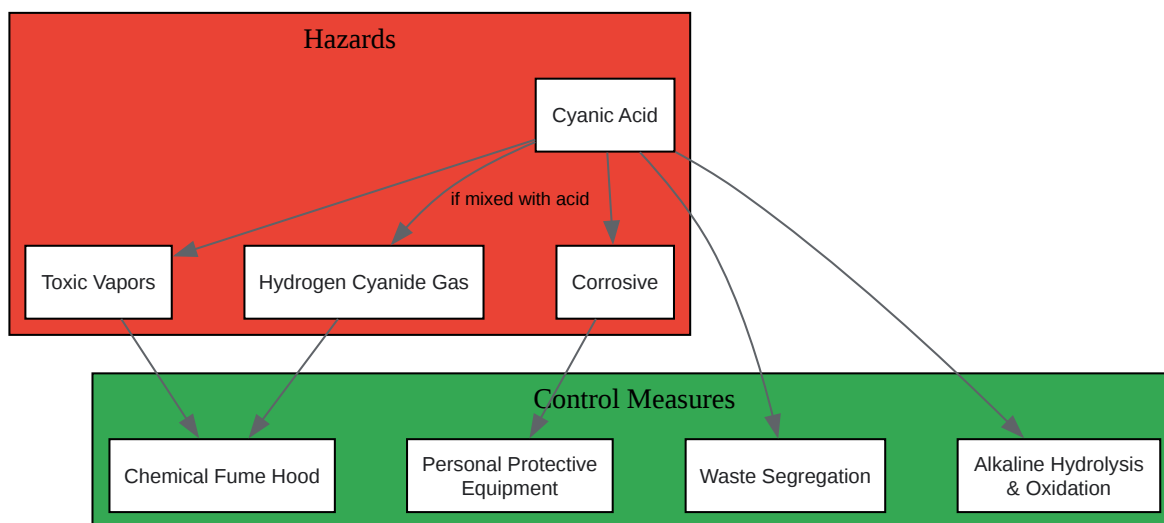 Hazards
Cyanic Acid
if mixed with acid
Toxic Vapors
Hydrogen Cyanide Gas
Corrosive
Control Measures
Chemical Fume Hood
Personal Protective
Equipment
Waste Segregation
Alkaline Hydrolysis
& Oxidation